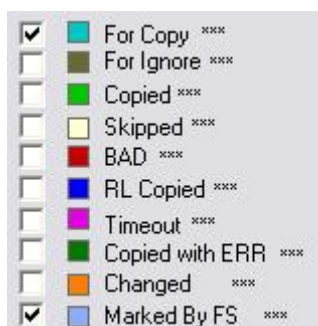 For Copy ***
For Ignore ***
Copied ***
Skipped ***
BAD ***
RL Copied ***
Timeout ***
Copied with ERR ***
Changed ***
Marked By FS ***